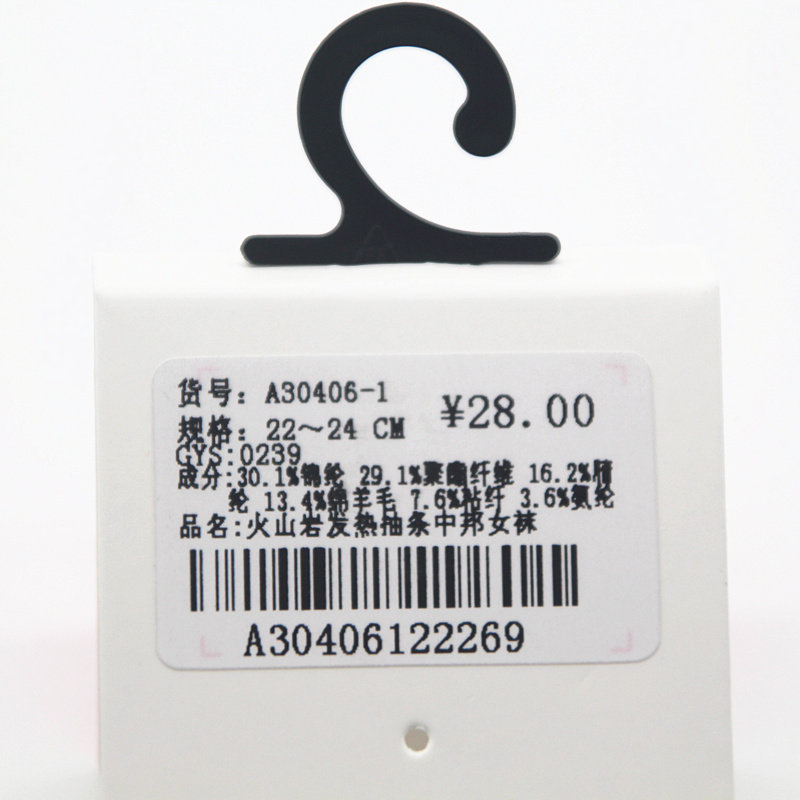 货号: A30406-1
¥28.00
规格: 22～24 CM
GYS:0239
成分:30.1%锦纶 29.1%聚酯纤维 16.2%腈
纶 13.4%绵羊毛 7.6%粘纤 3.6%氨纶
品名:火山岩发热抽条中邦女袜
A30406122269